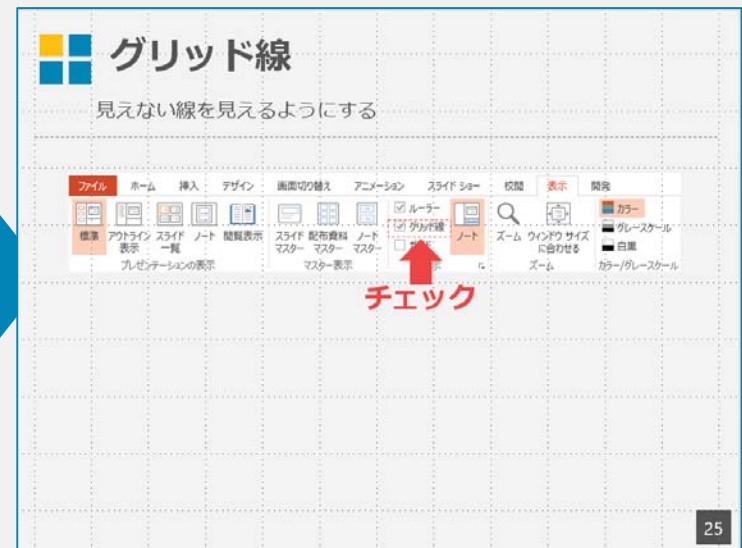 グリッド線
見えない線を見えるようにする
ファイル ホーム 挿入 デザイン 画面切り替え アニメーション スライド ショー 校閲 表示 開発
標準 アウトライン表示 スライド一覧 ノート 閲覧表示 スライドマスター 配布資料マスター ノートマスター
ルーラー
グリッド線
ノート ズーム ウィンドウ サイズに合わせる
カラー
グレースケール
白黒
プレゼンテーションの表示 マスター表示 ズーム カラー/グレースケール
チェック
25